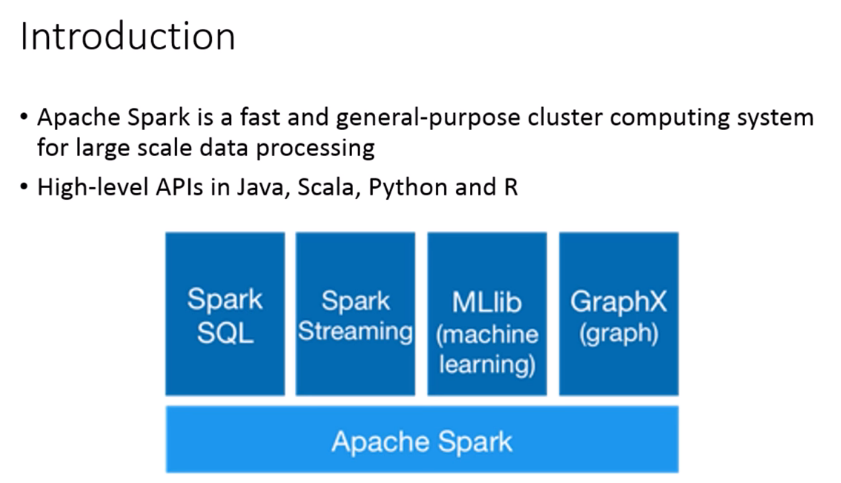 Introduction
• Apache Spark is a fast and general-purpose cluster computing system
for large scale data processing
• High-level APIs in Java, Scala, Python and R
Spark
SQL
Spark
Streaming
MLlib
(machine
learning)
GraphX
(graph)
Apache Spark